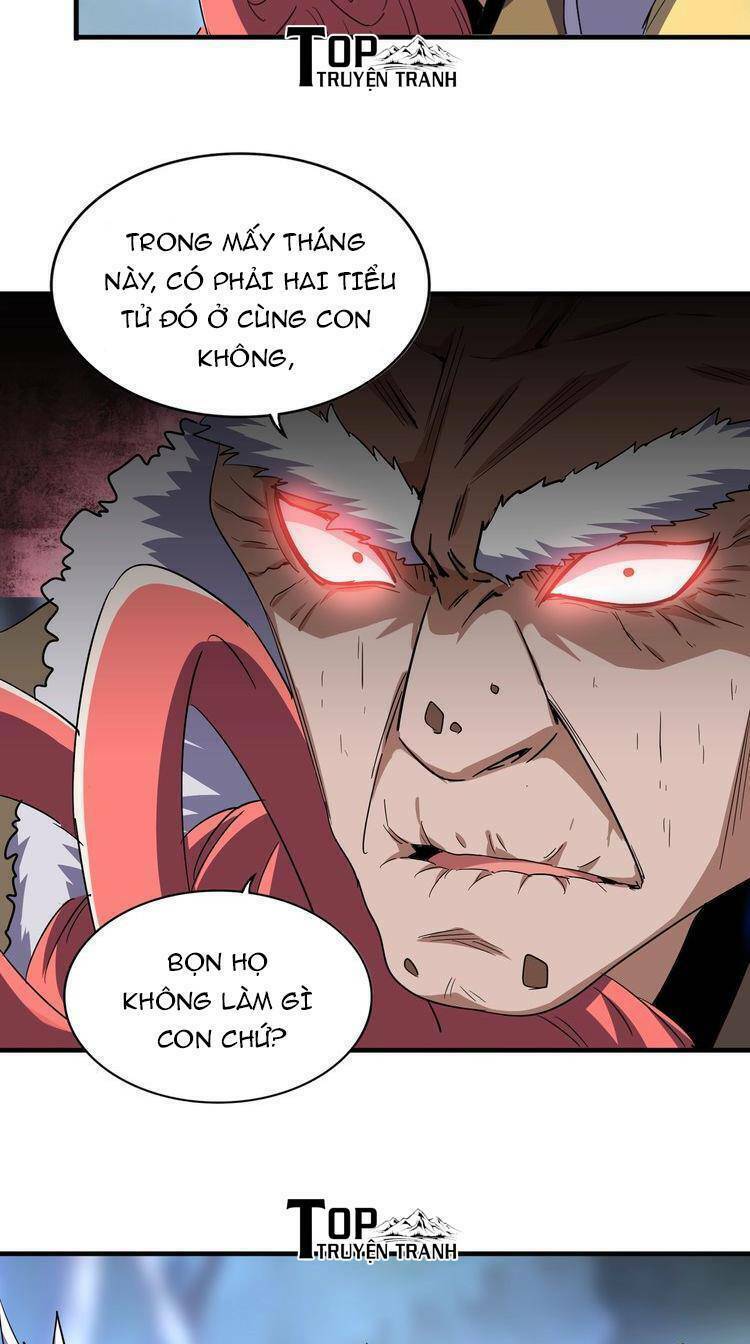 TOP
TRUYỆN TRANH
TRONG MẤY THÁNG
NÀY, CÓ PHẢI HAI TIỂU
TỬ ĐÓ Ở CÙNG CON
KHÔNG,
BỌN HỌ
KHÔNG LÀM GÌ
CON CHỨ?
TOP
TRUYỆN TRANH